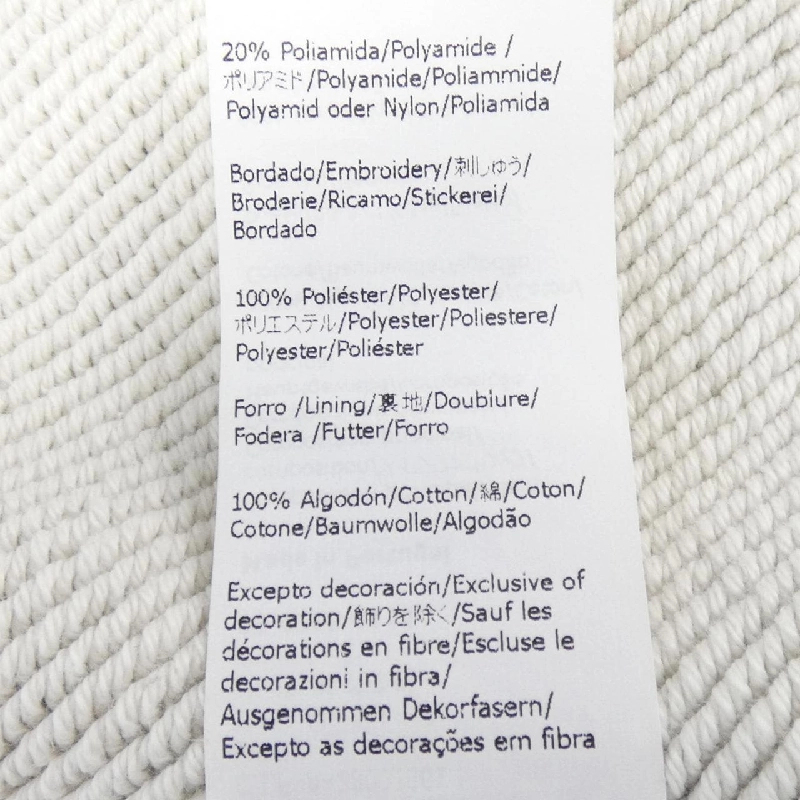 20% Poliamida/Polyamide /
ポリアミド/Polyamide/Poliammide/
Polyamid oder Nylon/Poliamida
Bordado/Embroidery/刺しゅう/
Broderie/Ricamo/Stickerei/
Bordado
100% Poliéster/Polyester/
ポリエステル/Polyester/Poliestere/
Polyester/Poliéster
Forro /Lining/裏地/Doublure/
Fodera /Futter/Forro
100% Algodón/Cotton/綿/Coton/
Cotone/Baumwolle/Algodão
Excepto decoración/Exclusive of
decoration/飾りを除く/Sauf les
décorations en fibre/Escluse le
decorazioni in fibra/
Ausgenommen Dekorfasern/
Excepto as decorações em fibra